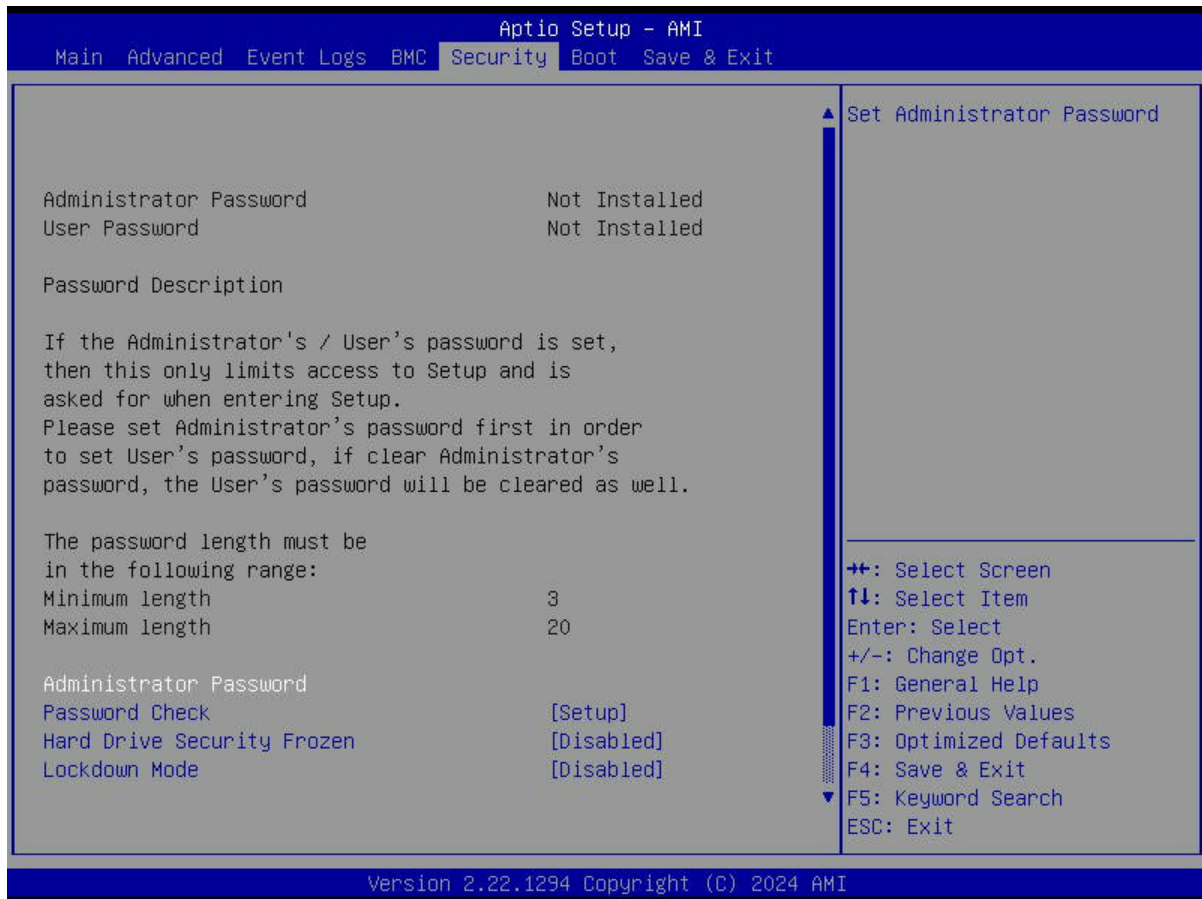 Aptio Setup – AMI
Main Advanced Event Logs BMC Security Boot Save & Exit
Set Administrator Password
Administrator Password Not Installed
User Password Not Installed
Password Description
If the Administrator's / User's password is set,
then this only limits access to Setup and is
asked for when entering Setup.
Please set Administrator's password first in order
to set User's password, if clear Administrator's
password, the User's password will be cleared as well.
The password length must be
in the following range:
Minimum length 3
Maximum length 20
Administrator Password
Password Check [Setup]
Hard Drive Security Frozen [Disabled]
Lockdown Mode [Disabled]
→←: Select Screen
↑↓: Select Item
Enter: Select
+/-: Change Opt.
F1: General Help
F2: Previous Values
F3: Optimized Defaults
F4: Save & Exit
F5: Keyword Search
ESC: Exit
Version 2.22.1294 Copyright (C) 2024 AMI